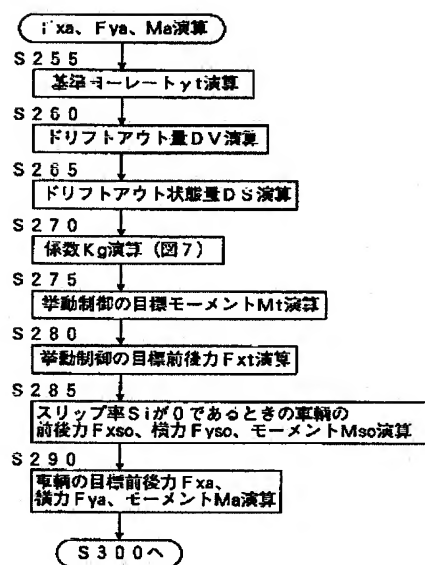 Fxa、Fya、Ma演算
S255
基準ヨーレートγt演算
S260
ドリフトアウト量DV演算
S265
ドリフトアウト状態量DS演算
S270
係数Kg演算（図7）
S275
挙動制御の目標モーメントMt演算
S280
挙動制御の目標前後力Fxt演算
S285
スリップ率Siが0であるときの車輌の
前後力Fxso、横力Fyso、モーメントMso演算
S290
車輌の目標前後力Fxa、
横力Fya、モーメントMa演算
S300へ